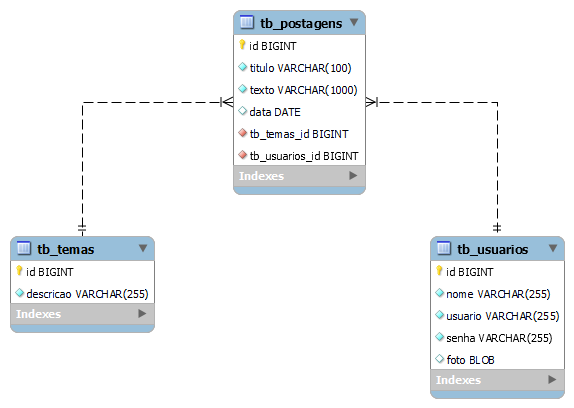 tb_postagens
id BIGINT
titulo VARCHAR(100)
texto VARCHAR(1000)
data DATE
tb_temas_id BIGINT
tb_usuarios_id BIGINT
Indexes
tb_temas
id BIGINT
descricao VARCHAR(255)
Indexes
tb_usuarios
id BIGINT
nome VARCHAR(255)
usuario VARCHAR(255)
senha VARCHAR(255)
foto BLOB
Indexes